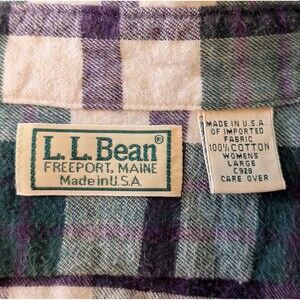 L.L.Bean®
FREEPORT, MAINE
Made in U.S.A.
MADE IN U.S.A.
OF IMPORTED
FABRIC
100% COTTON
WOMENS
LARGE
C928
CARE OVER